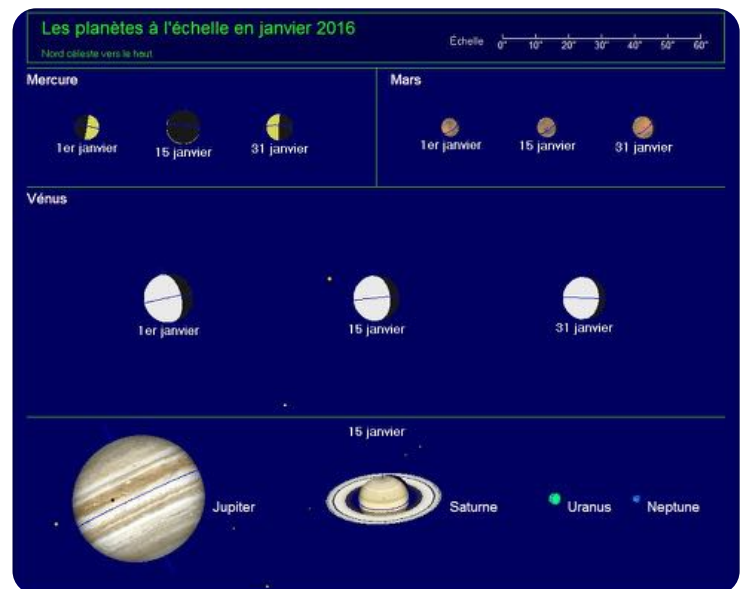 Les planètes à l'échelle en janvier 2016
Nord céleste vers le haut
Échelle 0" 10" 20" 30" 40" 50" 60"
Mercure
1er janvier 15 janvier 31 janvier
Mars
1er janvier 15 janvier 31 janvier
Vénus
1er janvier 15 janvier 31 janvier
15 janvier
Jupiter Saturne Uranus Neptune